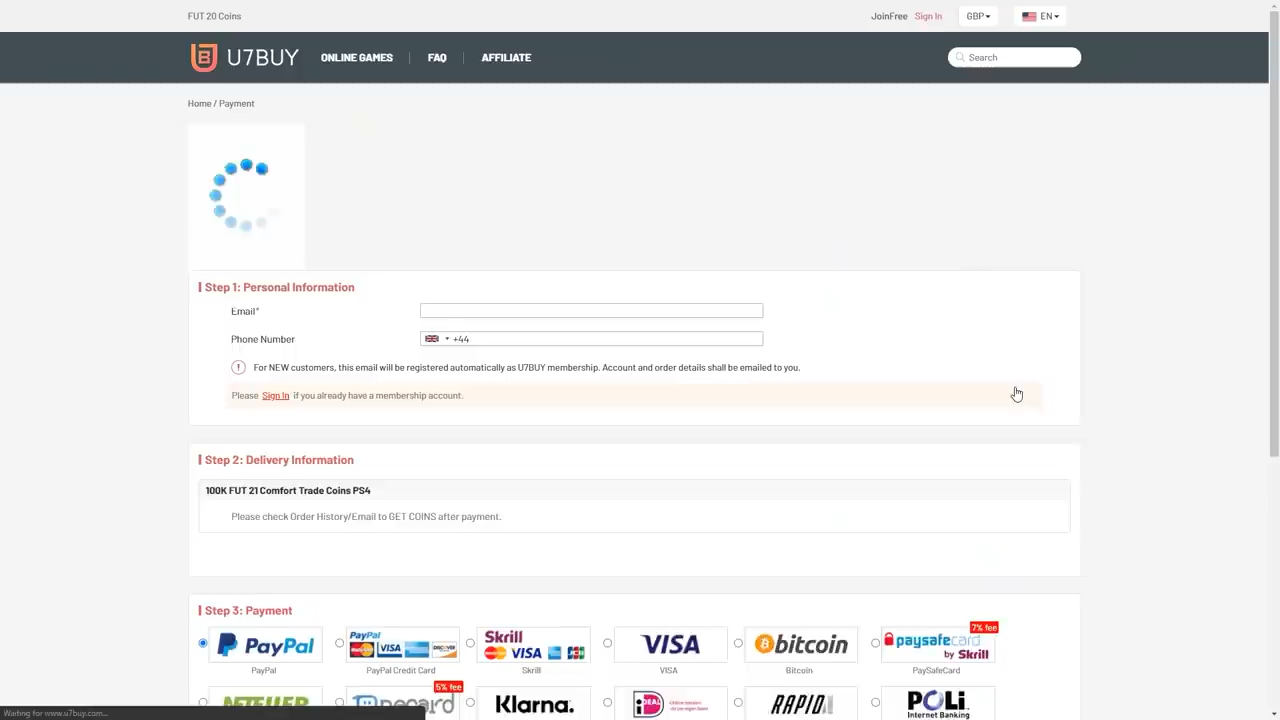 FUT 20 Coins
JoinFree Sign In GBP EN
U7BUY ONLINE GAMES FAQ AFFILIATE Search
Home / Payment
Step 1: Personal Information
Email*
Phone Number +44
For NEW customers, this email will be registered automatically as U7BUY membership. Account and order details shall be emailed to you.
Please Sign In if you already have a membership account.
Step 2: Delivery Information
100K FUT 21 Comfort Trade Coins PS4
Please check Order History/Email to GET COINS after payment.
Step 3: Payment
7% fee
PayPal PayPal VISA DISCOVER Skrill VISA JCB VISA bitcoin paysafecard by Skrill
PayPal PayPal Credit Card Skrill VISA Bitcoin PaySafeCard
5% fee
NETELLER Klarna. iDEAL RAPID POLi
Internet Banking
Waiting for www.u7buy.com...